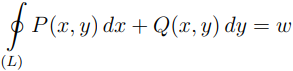 ∮_{(L)} P(x, y) dx + Q(x, y) dy = w